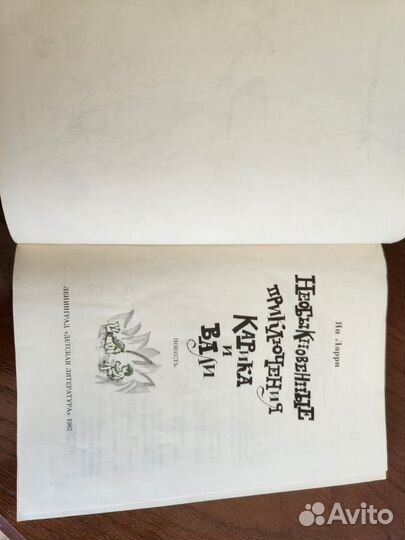 Ян Ларри
НЕОБЫКНОВЕННЫЕ
ПРИКЛЮЧЕНИЯ
КАРИКА
И
ВАЛИ
ПОВЕСТЬ
ЛЕНИНГРАД «ДЕТСКАЯ ЛИТЕРАТУРА» 1987
Avito